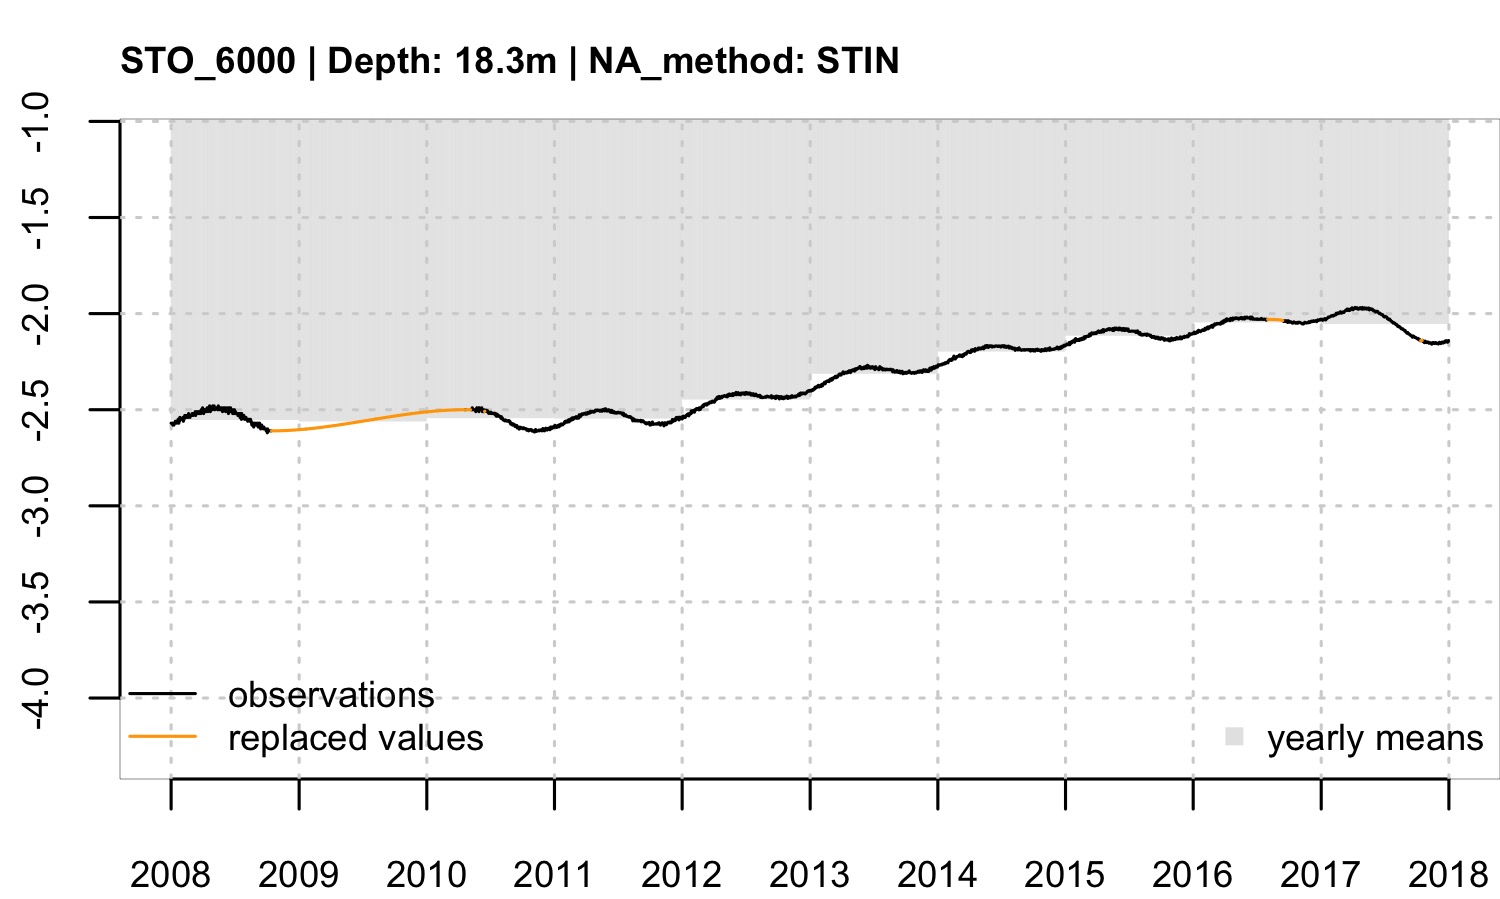 STO_6000 | Depth: 18.3m | NA_method: STIN
-1.0
-1.5
-2.0
-2.5
-3.0
-3.5
-4.0
observations
replaced values
yearly means
2008 2009 2010 2011 2012 2013 2014 2015 2016 2017 2018